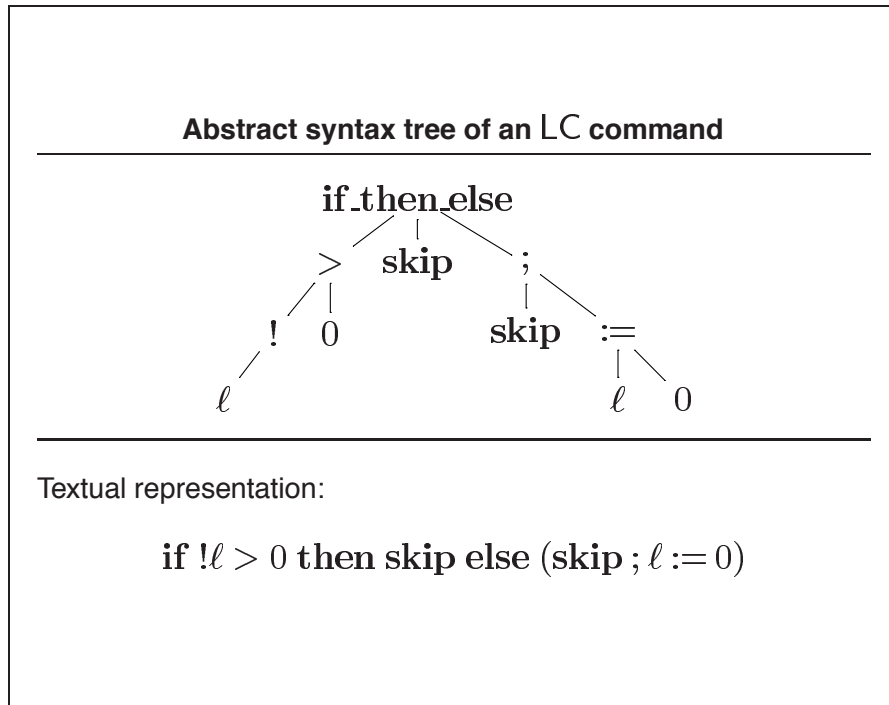 Abstract syntax tree of an LC command
if_then_else
> skip ;
! 0 skip :=
ℓ ℓ 0
Textual representation:
if !ℓ > 0 then skip else (skip ; ℓ := 0)